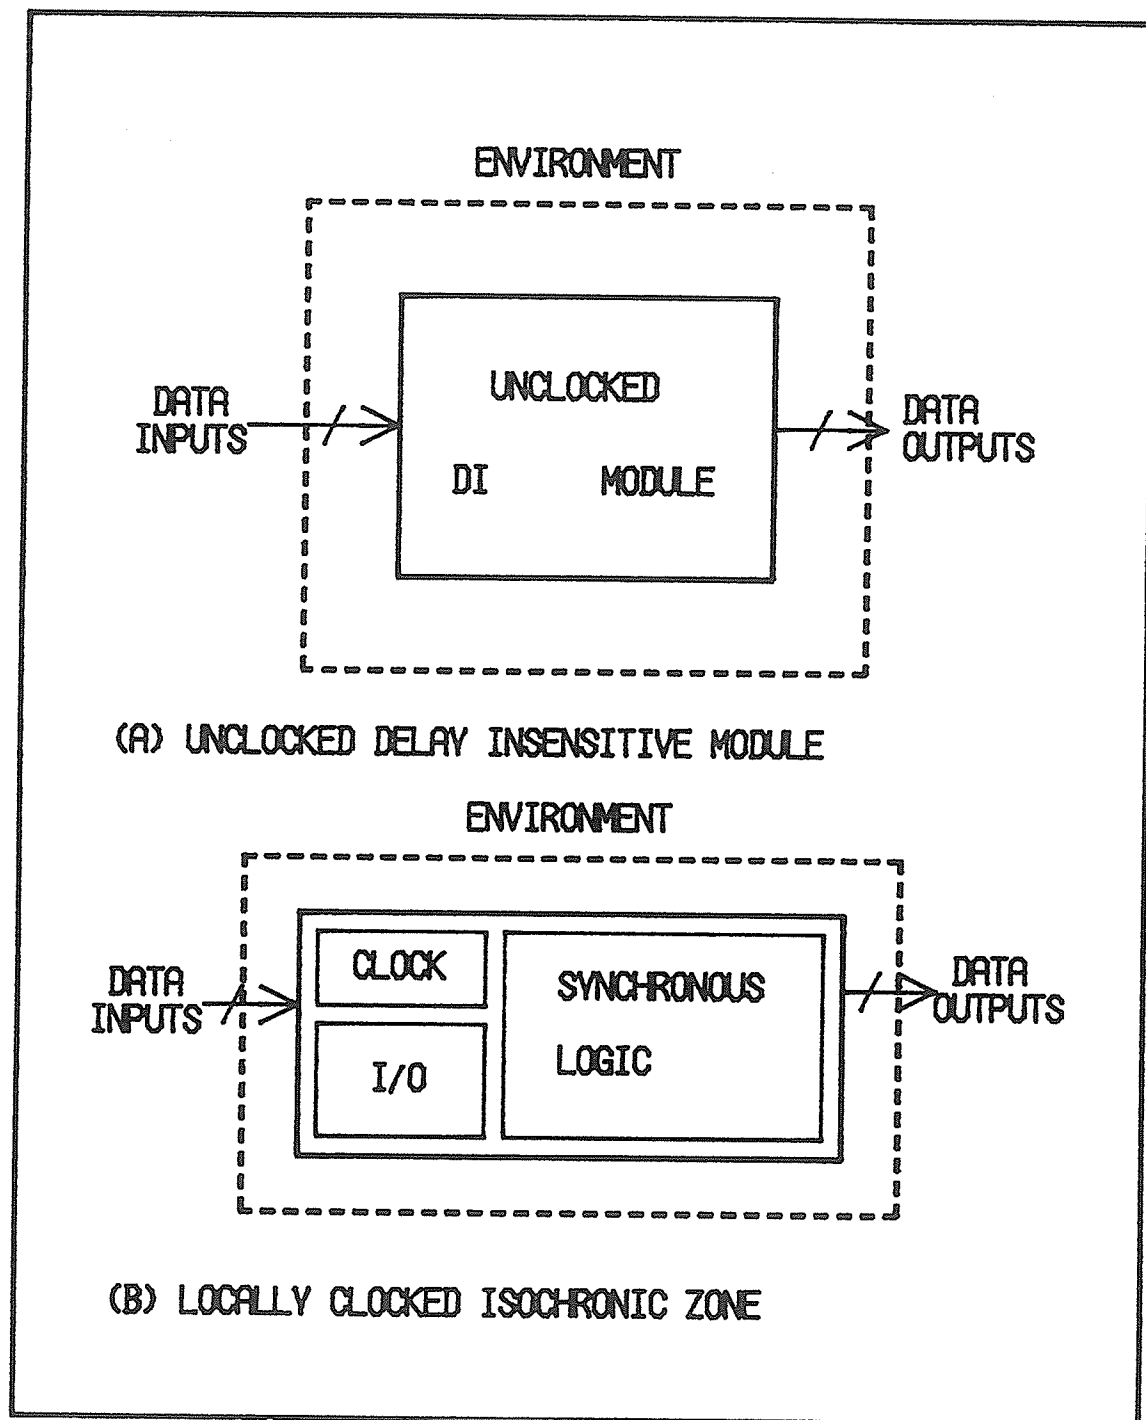 ENVIRONMENT
DATA
INPUTS
UNCLOCKED
DI MODULE
DATA
OUTPUTS
(A) UNCLOCKED DELAY INSENSITIVE MODULE
ENVIRONMENT
DATA
INPUTS
CLOCK
I/O
SYNCHRONOUS
LOGIC
DATA
OUTPUTS
(B) LOCALLY CLOCKED ISOCHRONIC ZONE